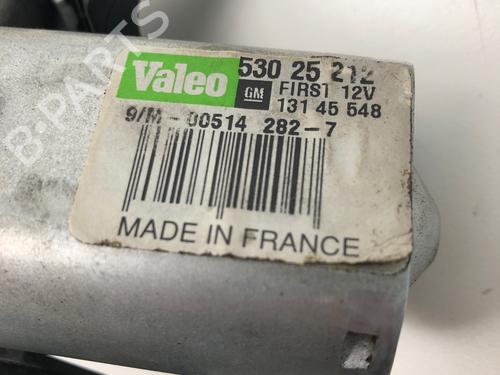 Valeo
530 25 212
GM
FIRST 12V
131 45 548
9/M-00514 282-7
MADE IN FRANCE
B-PARTS